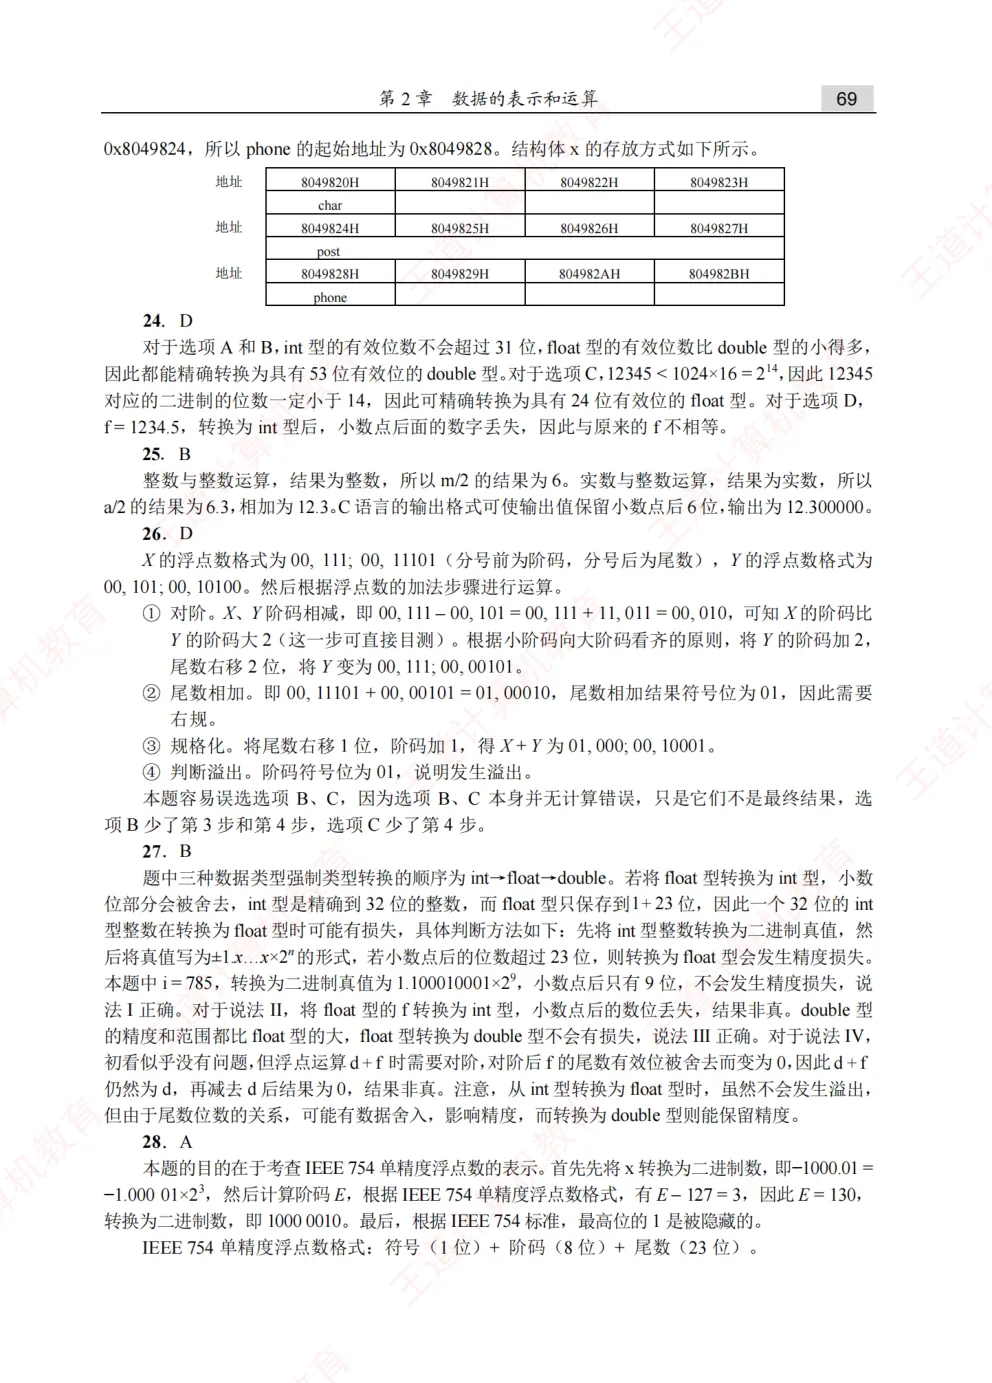 第 2 章　数据的表示和运算　69
0x8049824，所以 phone 的起始地址为 0x8049828。结构体 x 的存放方式如下所示。
地址　8049820H　8049821H　8049822H　8049823H
char
地址　8049824H　8049825H　8049826H　8049827H
post
地址　8049828H　8049829H　804982AH　804982BH
phone
24. D
对于选项 A 和 B，int 型的有效位数不会超过 31 位，float 型的有效位数比 double 型的小得多，
因此都能精确转换为具有 53 位有效位的 double 型。对于选项 C，12345 < 1024×16 = 2¹⁴，因此 12345
对应的二进制的位数一定小于 14，因此可精确转换为具有 24 位有效位的 float 型。对于选项 D，
f = 1234.5，转换为 int 型后，小数点后面的数字丢失，因此与原来的 f 不相等。
25. B
整数与整数运算，结果为整数，所以 m/2 的结果为 6。实数与整数运算，结果为实数，所以
a/2 的结果为 6.3，相加为 12.3。C 语言的输出格式可使输出值保留小数点后 6 位，输出为 12.300000。
26. D
X 的浮点数格式为 00, 111; 00, 11101（分号前为阶码，分号后为尾数），Y 的浮点数格式为
00, 101; 00, 10100。然后根据浮点数的加法步骤进行运算。
① 对阶。X、Y 阶码相减，即 00, 111 – 00, 101 = 00, 111 + 11, 011 = 00, 010，可知 X 的阶码比
Y 的阶码大 2（这一步可直接目测）。根据小阶码向大阶码看齐的原则，将 Y 的阶码加 2，
尾数右移 2 位，将 Y 变为 00, 111; 00, 00101。
② 尾数相加。即 00, 11101 + 00, 00101 = 01, 00010，尾数相加结果符号位为 01，因此需要
右规。
③ 规格化。将尾数右移 1 位，阶码加 1，得 X + Y 为 01, 000; 00, 10001。
④ 判断溢出。阶码符号位为 01，说明发生溢出。
本题容易误选选项 B、C，因为选项 B、C 本身并无计算错误，只是它们不是最终结果，选
项 B 少了第 3 步和第 4 步，选项 C 少了第 4 步。
27. B
题中三种数据类型强制类型转换的顺序为 int→float→double。若将 float 型转换为 int 型，小数
位部分会被舍去，int 型是精确到 32 位的整数，而 float 型只保存到 1 + 23 位，因此一个 32 位的 int
型整数在转换为 float 型时可能有损失，具体判断方法如下：先将 int 型整数转换为二进制真值，然
后将真值写为±1.x…x×2ⁿ 的形式，若小数点后的位数超过 23 位，则转换为 float 型会发生精度损失。
本题中 i = 785，转换为二进制真值为 1.100010001×2⁹，小数点后只有 9 位，不会发生精度损失，说
法 I 正确。对于说法 II，将 float 型的 f 转换为 int 型，小数点后的数位丢失，结果非真。double 型
的精度和范围都比 float 型的大，float 型转换为 double 型不会有损失，说法 III 正确。对于说法 IV，
初看似乎没有问题，但浮点运算 d + f 时需要对阶，对阶后 f 的尾数有效位被舍去而变为 0，因此 d + f
仍然为 d，再减去 d 后结果为 0，结果非真。注意，从 int 型转换为 float 型时，虽然不会发生溢出，
但由于尾数位数的关系，可能有数据舍入，影响精度，而转换为 double 型则能保留精度。
28. A
本题的目的在于考查 IEEE 754 单精度浮点数的表示。首先先将 x 转换为二进制数，即−1000.01 =
−1.000 01×2³，然后计算阶码 E，根据 IEEE 754 单精度浮点数格式，有 E – 127 = 3，因此 E = 130，
转换为二进制数，即 1000 0010。最后，根据 IEEE 754 标准，最高位的 1 是被隐藏的。
IEEE 754 单精度浮点数格式：符号（1 位）+ 阶码（8 位）+ 尾数（23 位）。